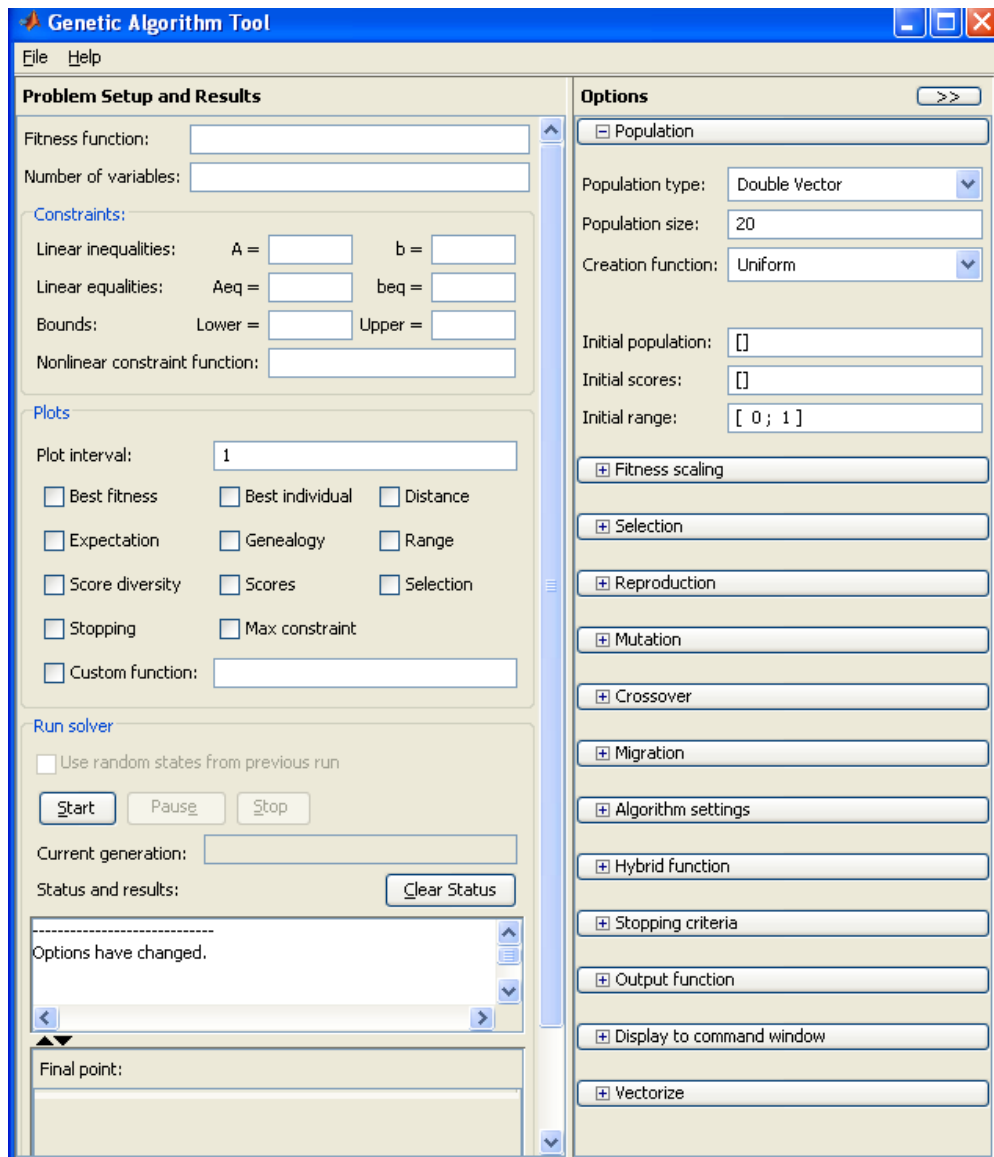 Genetic Algorithm Tool
File Help
Problem Setup and Results
Fitness function:
Number of variables:
Constraints:
Linear inequalities: A = b =
Linear equalities: Aeq = beq =
Bounds: Lower = Upper =
Nonlinear constraint function:
Plots
Plot interval: 1
Best fitness Best individual Distance
Expectation Genealogy Range
Score diversity Scores Selection
Stopping Max constraint
Custom function:
Run solver
Use random states from previous run
Start Pause Stop
Current generation:
Status and results: Clear Status
----------------------------
Options have changed.
Final point:
Options >>
Population
Population type: Double Vector
Population size: 20
Creation function: Uniform
Initial population: []
Initial scores: []
Initial range: [ 0 ; 1 ]
Fitness scaling
Selection
Reproduction
Mutation
Crossover
Migration
Algorithm settings
Hybrid function
Stopping criteria
Output function
Display to command window
Vectorize